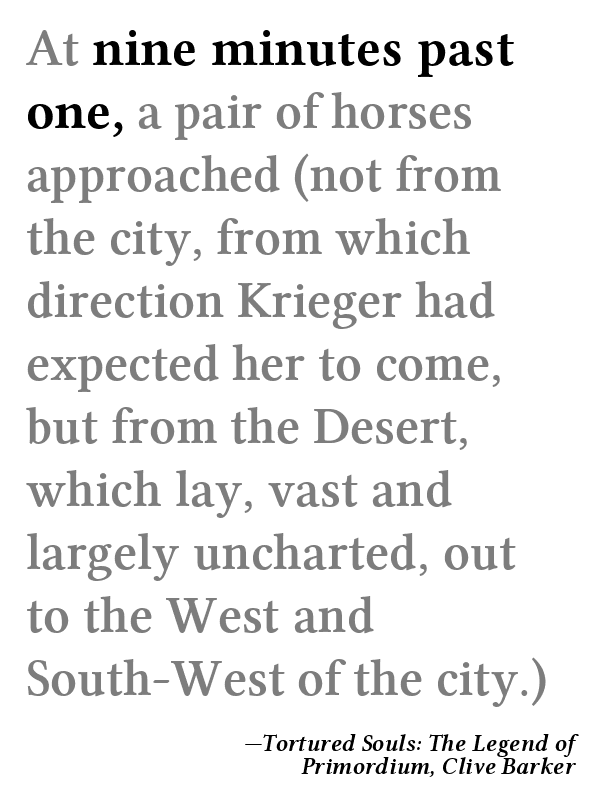 At nine minutes past
one, a pair of horses
approached (not from
the city, from which
direction Krieger had
expected her to come,
but from the Desert,
which lay, vast and
largely uncharted, out
to the West and
South-West of the city.)
—Tortured Souls: The Legend of
Primordium, Clive Barker